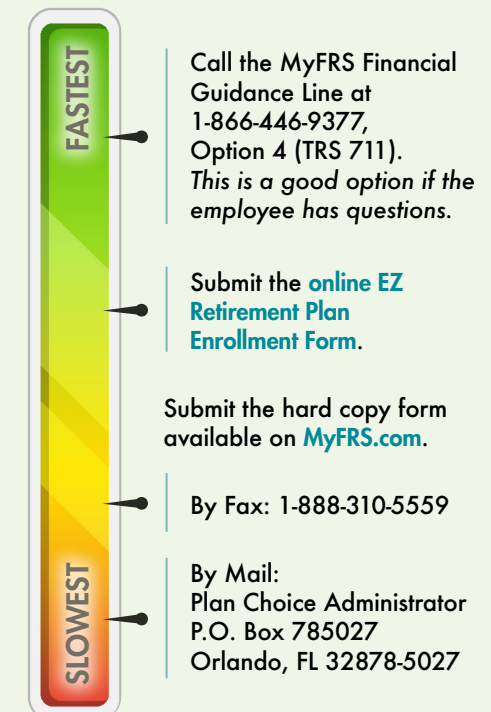 FASTEST
Call the MyFRS Financial
Guidance Line at
1-866-446-9377,
Option 4 (TRS 711).
This is a good option if the
employee has questions.
Submit the online EZ
Retirement Plan
Enrollment Form.
Submit the hard copy form
available on MyFRS.com.
By Fax: 1-888-310-5559
SLOWEST
By Mail:
Plan Choice Administrator
P.O. Box 785027
Orlando, FL 32878-5027